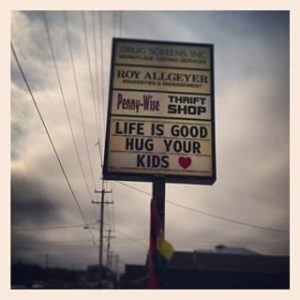 DRUG SCREENS, INC.
WORKPLACE TESTING SERVICES
ROY ALLGEYER
PROPERTIES & MANAGEMENT
Penny-Wise THRIFT SHOP
LIFE IS GOOD
HUG YOUR
KIDS